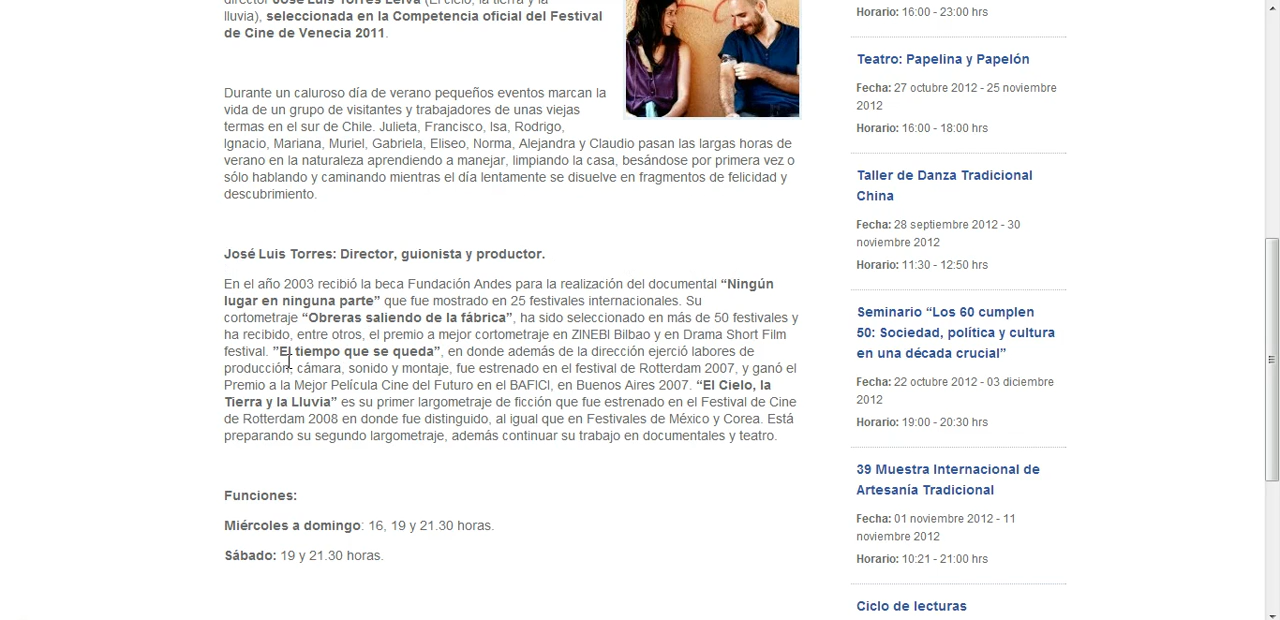 director José Luis Torres Leiva (El cielo, la tierra y la
lluvia), seleccionada en la Competencia oficial del Festival
de Cine de Venecia 2011.
Durante un caluroso día de verano pequeños eventos marcan la
vida de un grupo de visitantes y trabajadores de unas viejas
termas en el sur de Chile. Julieta, Francisco, Isa, Rodrigo,
Ignacio, Mariana, Muriel, Gabriela, Eliseo, Norma, Alejandra y Claudio pasan las largas horas de
verano en la naturaleza aprendiendo a manejar, limpiando la casa, besándose por primera vez o
sólo hablando y caminando mientras el día lentamente se disuelve en fragmentos de felicidad y
descubrimiento.
José Luis Torres: Director, guionista y productor.
En el año 2003 recibió la beca Fundación Andes para la realización del documental “Ningún
lugar en ninguna parte” que fue mostrado en 25 festivales internacionales. Su
cortometraje “Obreras saliendo de la fábrica”, ha sido seleccionado en más de 50 festivales y
ha recibido, entre otros, el premio a mejor cortometraje en ZINEBI Bilbao y en Drama Short Film
festival. ”El tiempo que se queda”, en donde además de la dirección ejerció labores de
producción, cámara, sonido y montaje, fue estrenado en el festival de Rotterdam 2007, y ganó el
Premio a la Mejor Película Cine del Futuro en el BAFICI, en Buenos Aires 2007. “El Cielo, la
Tierra y la Lluvia” es su primer largometraje de ficción que fue estrenado en el Festival de Cine
de Rotterdam 2008 en donde fue distinguido, al igual que en Festivales de México y Corea. Está
preparando su segundo largometraje, además continuar su trabajo en documentales y teatro.
Funciones:
Miércoles a domingo: 16, 19 y 21.30 horas.
Sábado: 19 y 21.30 horas.
Horario: 16:00 - 23:00 hrs
Teatro: Papelina y Papelón
Fecha: 27 octubre 2012 - 25 noviembre
2012
Horario: 16:00 - 18:00 hrs
Taller de Danza Tradicional
China
Fecha: 28 septiembre 2012 - 30
noviembre 2012
Horario: 11:30 - 12:50 hrs
Seminario “Los 60 cumplen
50: Sociedad, política y cultura
en una década crucial”
Fecha: 22 octubre 2012 - 03 diciembre
2012
Horario: 19:00 - 20:30 hrs
39 Muestra Internacional de
Artesanía Tradicional
Fecha: 01 noviembre 2012 - 11
noviembre 2012
Horario: 10:21 - 21:00 hrs
Ciclo de lecturas